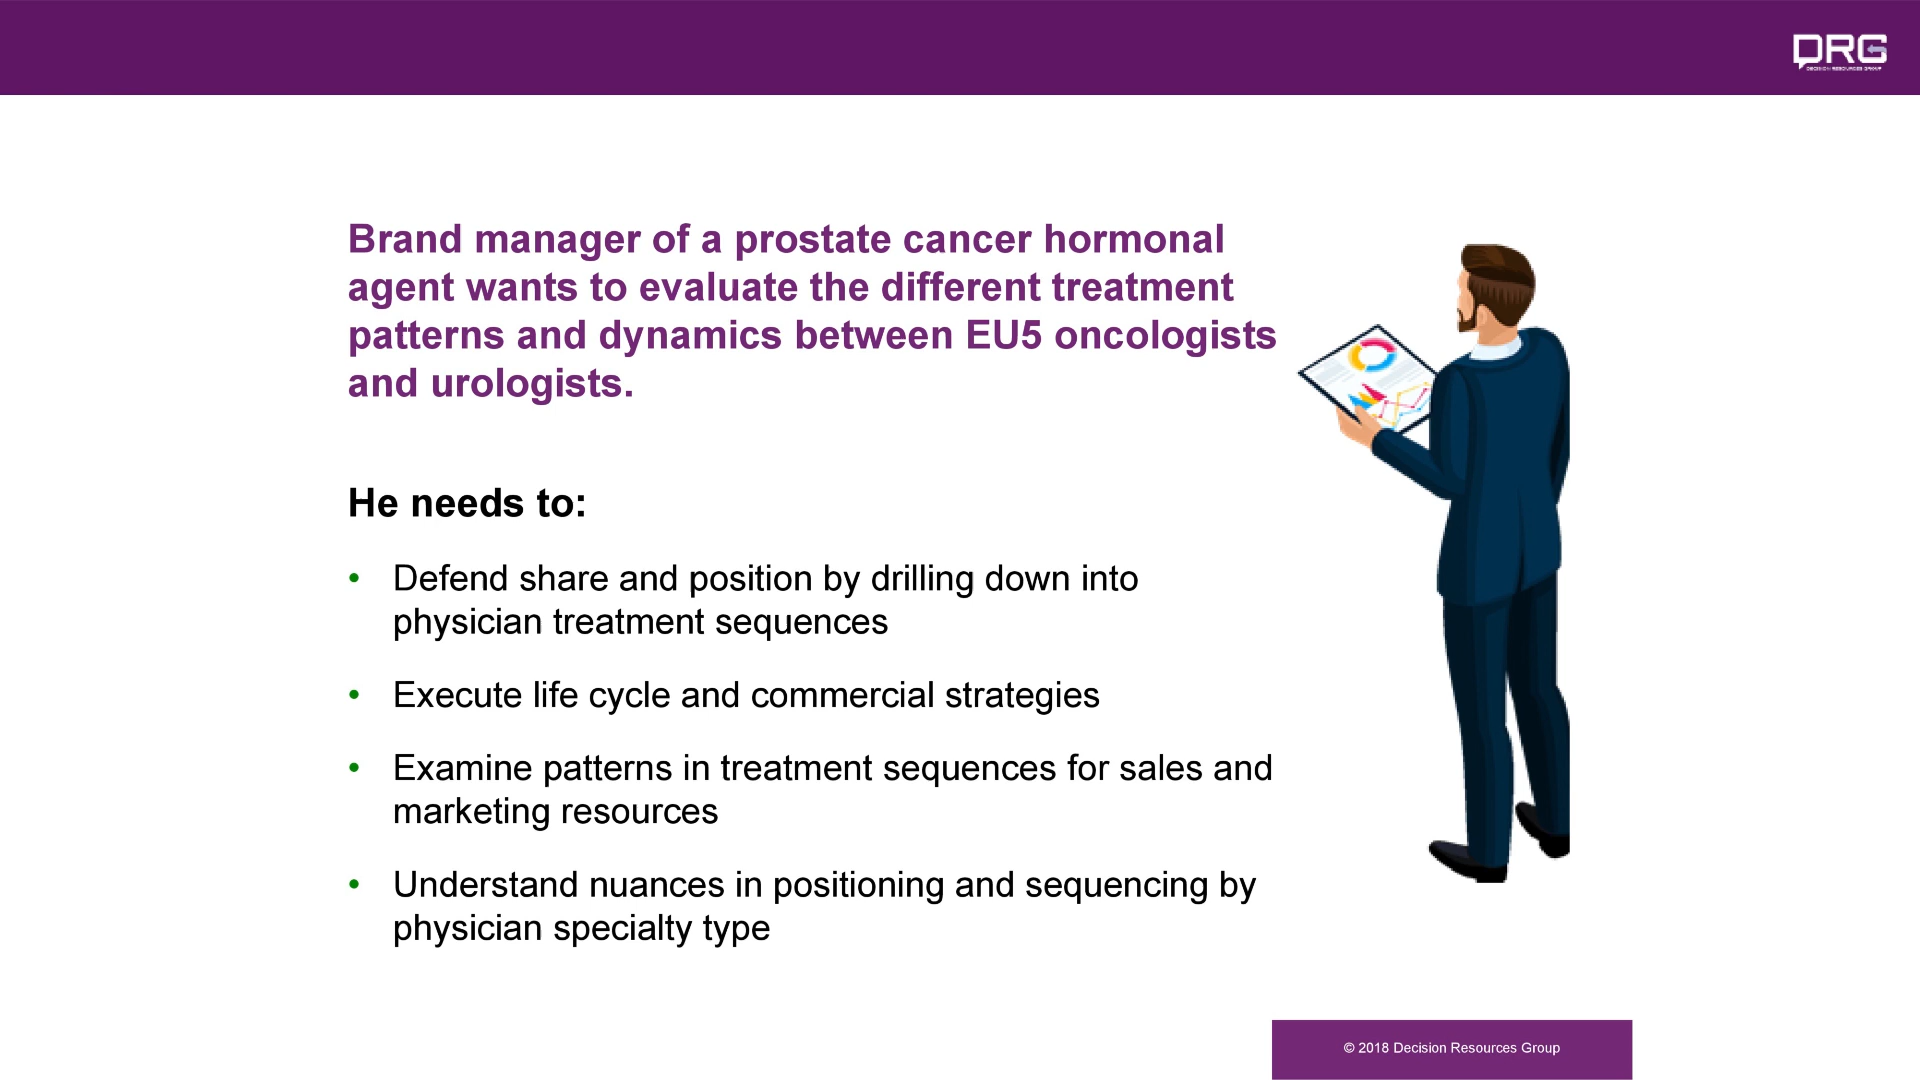 DRG
DECISION RESOURCES GROUP
Brand manager of a prostate cancer hormonal
agent wants to evaluate the different treatment
patterns and dynamics between EU5 oncologists
and urologists.
He needs to:
• Defend share and position by drilling down into
physician treatment sequences
• Execute life cycle and commercial strategies
• Examine patterns in treatment sequences for sales and
marketing resources
• Understand nuances in positioning and sequencing by
physician specialty type
© 2018 Decision Resources Group